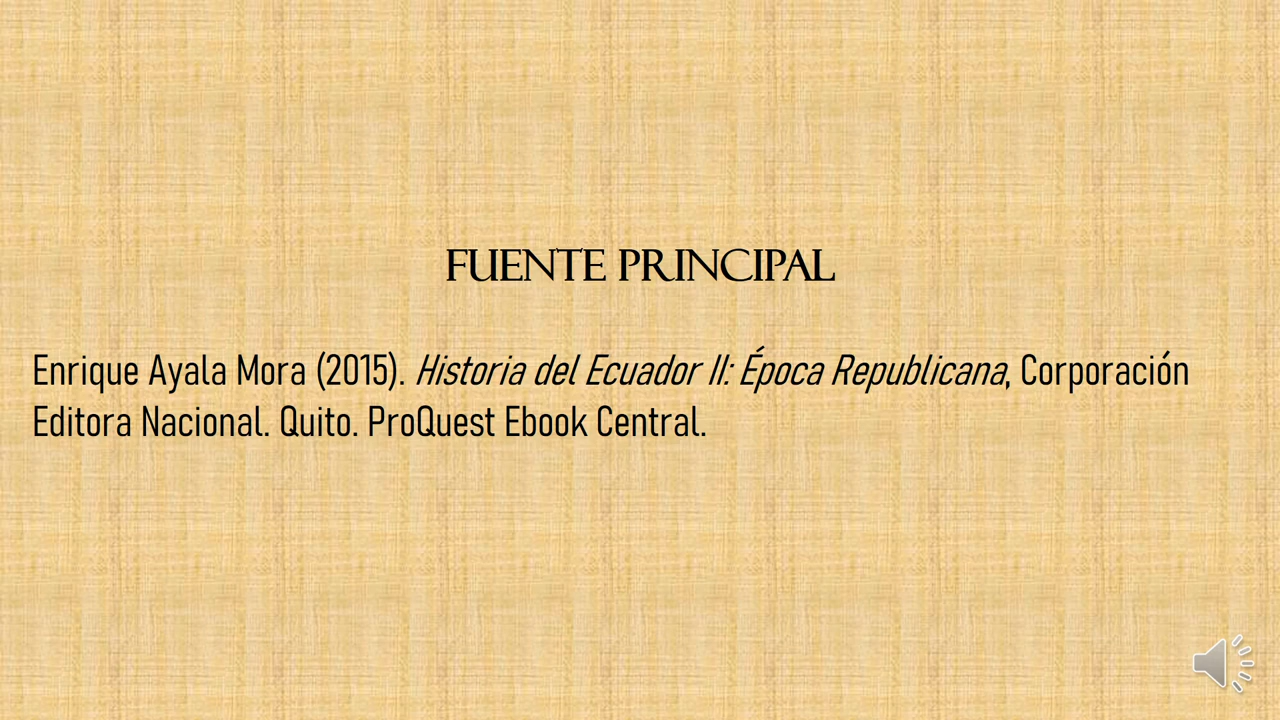 FUENTE PRINCIPAL
Enrique Ayala Mora (2015). Historia del Ecuador II: Época Republicana, Corporación
Editora Nacional. Quito. ProQuest Ebook Central.